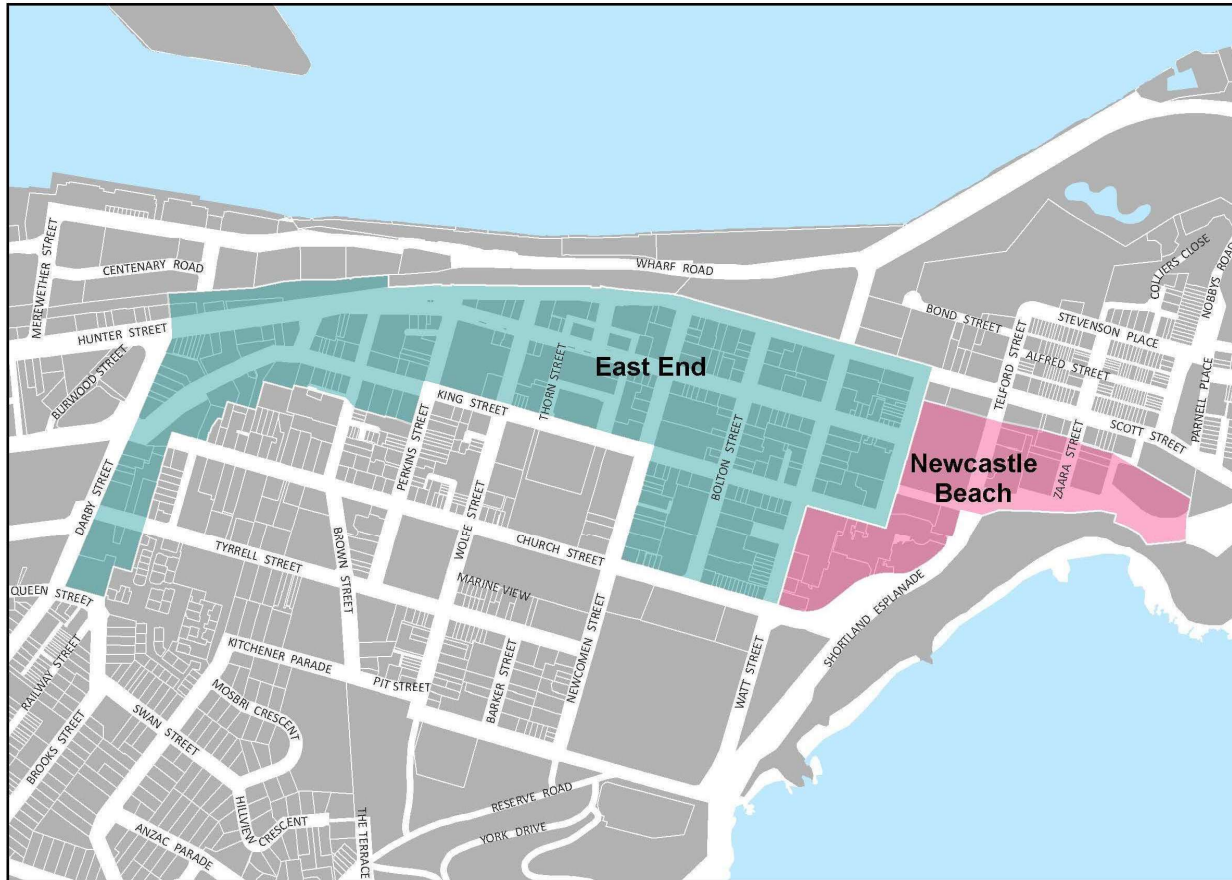 MEREWETHER STREET
CENTENARY ROAD
WHARF ROAD
HUNTER STREET
BURWOOD STREET
COLLIERS CLOSE
NOBBYS ROAD
BOND STREET
STEVENSON PLACE
TELFORD STREET
ALFRED STREET
PARNELL PLACE
SCOTT STREET
East End
THORN STREET
KING STREET
PERKINS STREET
BOLTON STREET
Newcastle
Beach
ZAARA STREET
DARBY STREET
WOLFE STREET
CHURCH STREET
BROWN STREET
TYRRELL STREET
MARINE VIEW
QUEEN STREET
SHORTLAND ESPLANADE
NEWCOMEN STREET
KITCHENER PARADE
RAILWAY STREET
PIT STREET
BARKER STREET
WATT STREET
MOSBRI CRESCENT
SWAN STREET
BROOKS STREET
RESERVE ROAD
HILLVIEW CRESCENT
YORK DRIVE
THE TERRACE
ANZAC PARADE